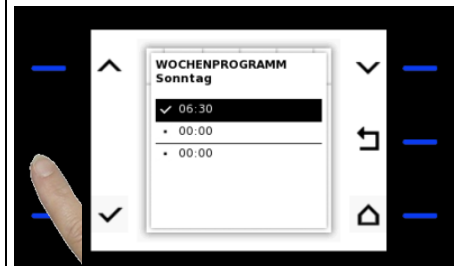 WOCHENPROGRAMM
Sonntag
✓ 06:30
• 00:00
• 00:00